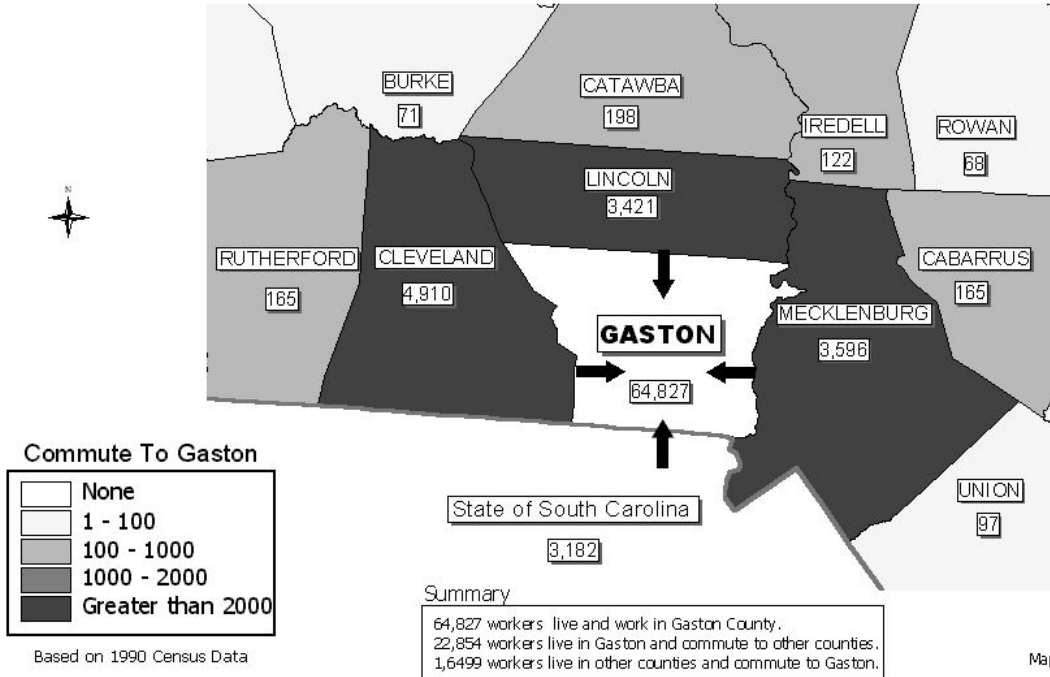 BURKE
71
CATAWBA
198
IREDELL
122
ROWAN
68
LINCOLN
3,421
RUTHERFORD
165
CLEVELAND
4,910
CABARRUS
165
MECKLENBURG
3,596
GASTON
64,827
N
State of South Carolina
3,182
UNION
97
Commute To Gaston
None
1 - 100
100 - 1000
1000 - 2000
Greater than 2000
Based on 1990 Census Data
Summary
64,827 workers live and work in Gaston County.
22,854 workers live in Gaston and commute to other counties.
1,6499 workers live in other counties and commute to Gaston.
Map